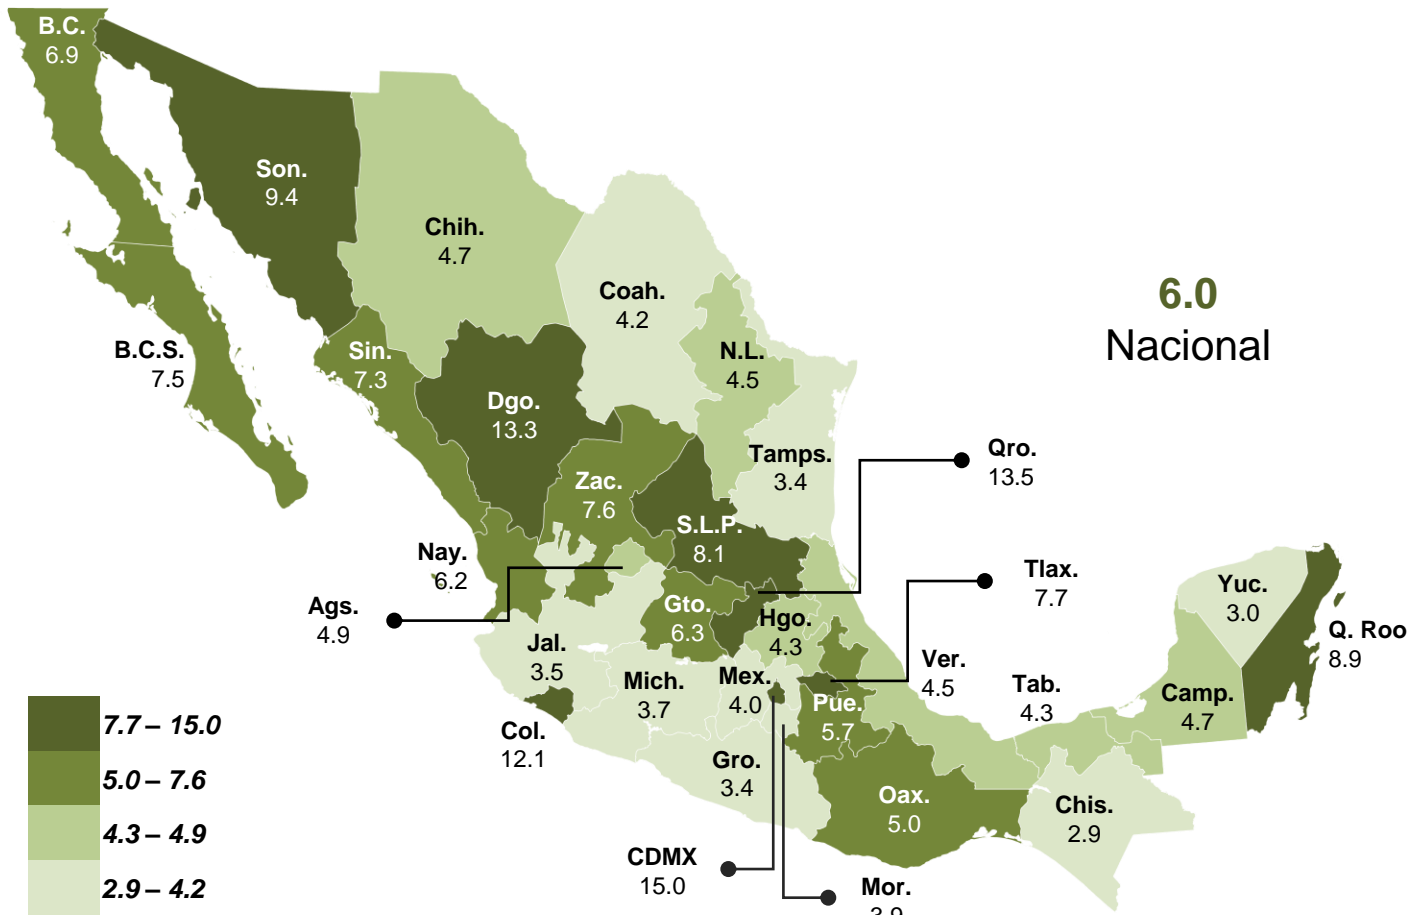 B.C.
6.9
Son.
9.4
Chih.
4.7
Coah.
4.2
6.0
Nacional
B.C.S.
7.5
Sin.
7.3
N.L.
4.5
Dgo.
13.3
Tamps.
3.4
Qro.
13.5
Zac.
7.6
S.L.P.
8.1
Nay.
6.2
Tlax.
7.7
Yuc.
3.0
Ags.
4.9
Gto.
6.3
Hgo.
4.3
Q. Roo
8.9
Jal.
3.5
Mich.
3.7
Mex.
4.0
Ver.
4.5
Tab.
4.3
Camp.
4.7
Pue.
5.7
Col.
12.1
Gro.
3.4
Oax.
5.0
Chis.
2.9
CDMX
15.0
Mor.
3.9
7.7 – 15.0
5.0 – 7.6
4.3 – 4.9
2.9 – 4.2